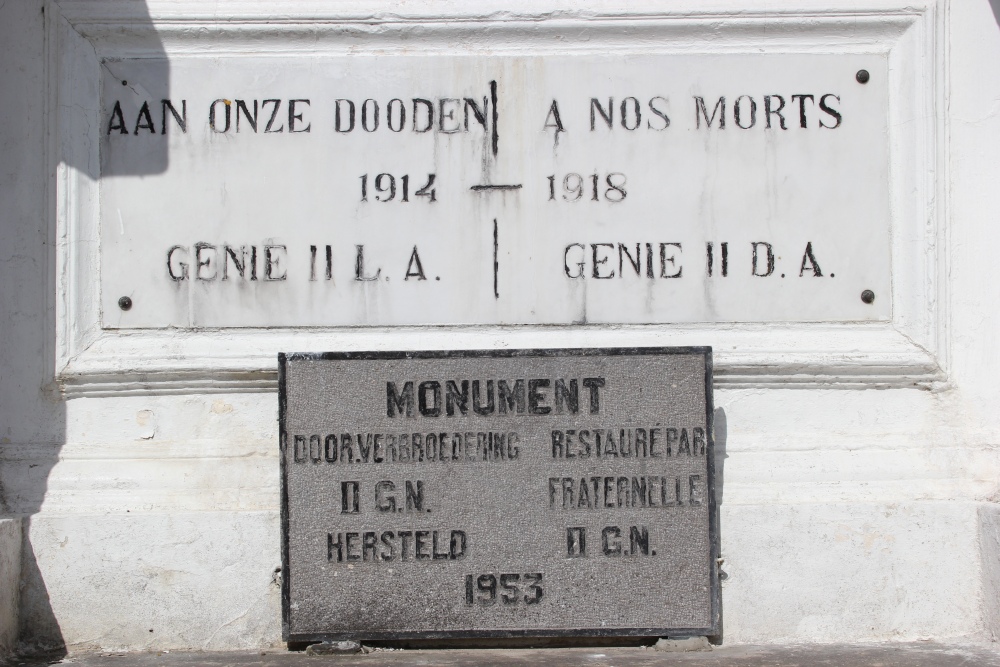 AAN ONZE DOODEN | A NOS MORTS
1914 — 1918
GENIE II L. A. | GENIE II D. A.
MONUMENT
DOOR.VERBROEDERING RESTAURÉ PAR
II G.N. FRATERNELLE
HERSTELD II G.N.
1953